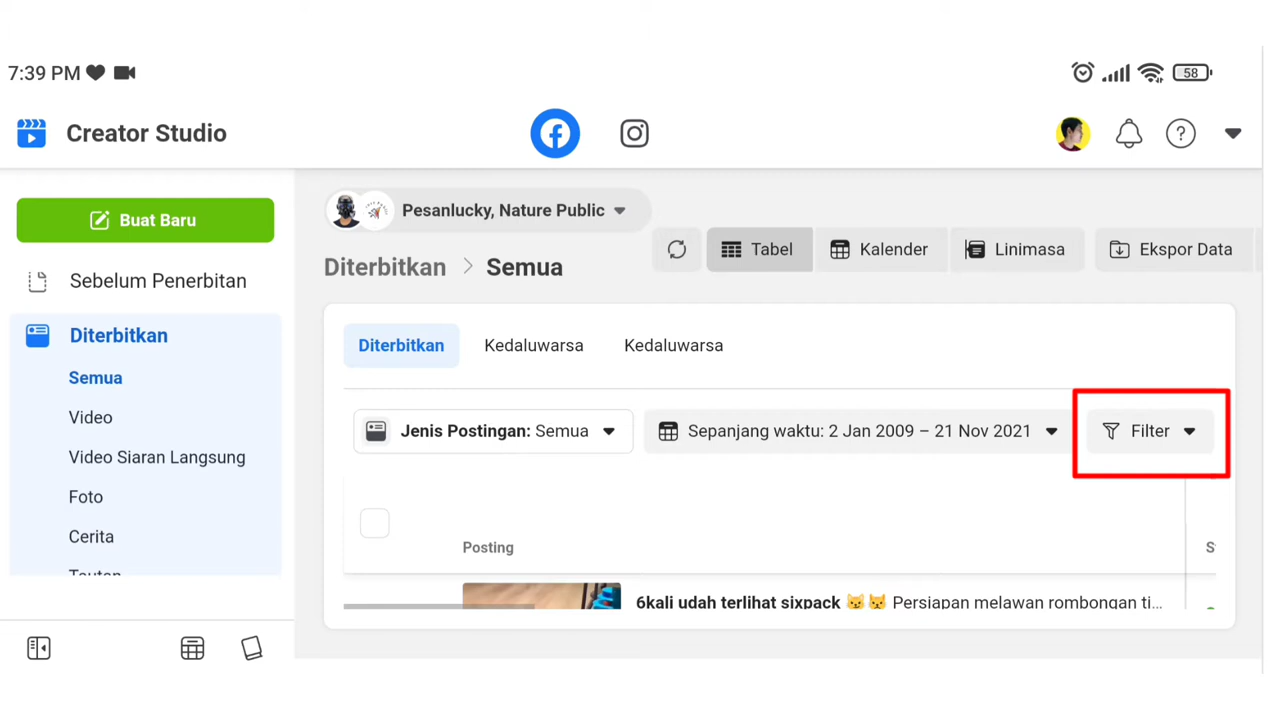 7:39 PM
58
Creator Studio
Buat Baru
Sebelum Penerbitan
Diterbitkan
Semua
Video
Video Siaran Langsung
Foto
Cerita
Tautan
Pesanlucky, Nature Public
Diterbitkan > Semua
Tabel
Kalender
Linimasa
Ekspor Data
Diterbitkan
Kedaluwarsa
Kedaluwarsa
Jenis Postingan: Semua
Sepanjang waktu: 2 Jan 2009 – 21 Nov 2021
Filter
Posting
S
6kali udah terlihat sixpack 😼😼 Persiapan melawan rombongan ti...